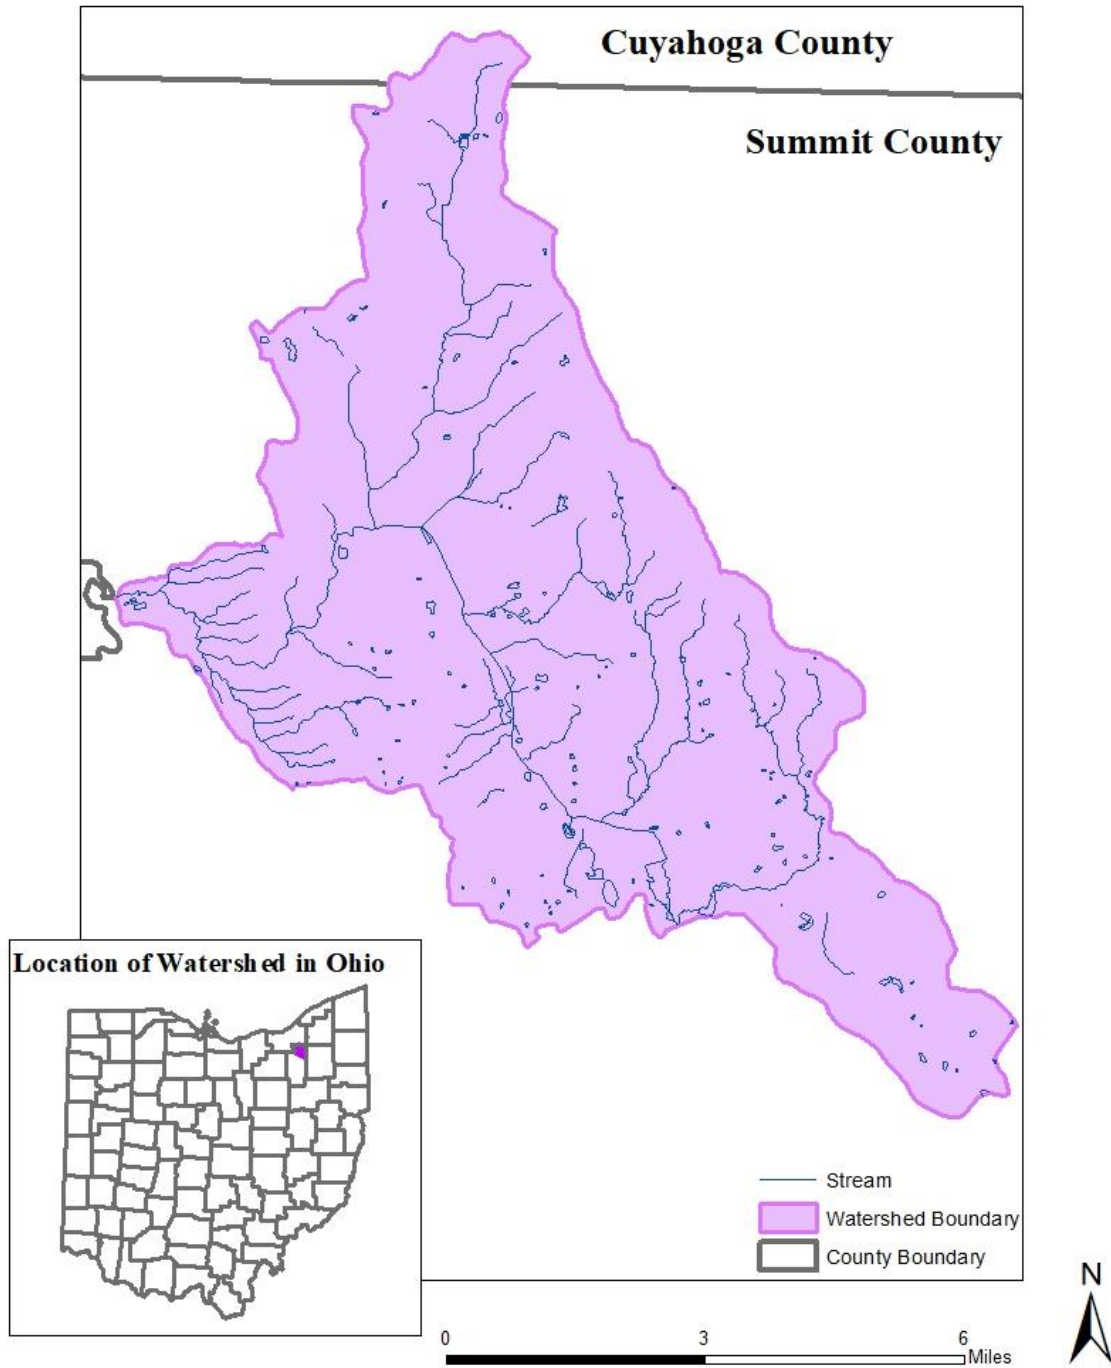 Cuyahoga County
Summit County
Location of Watershed in Ohio
Stream
Watershed Boundary
County Boundary
N
0 3 6
Miles